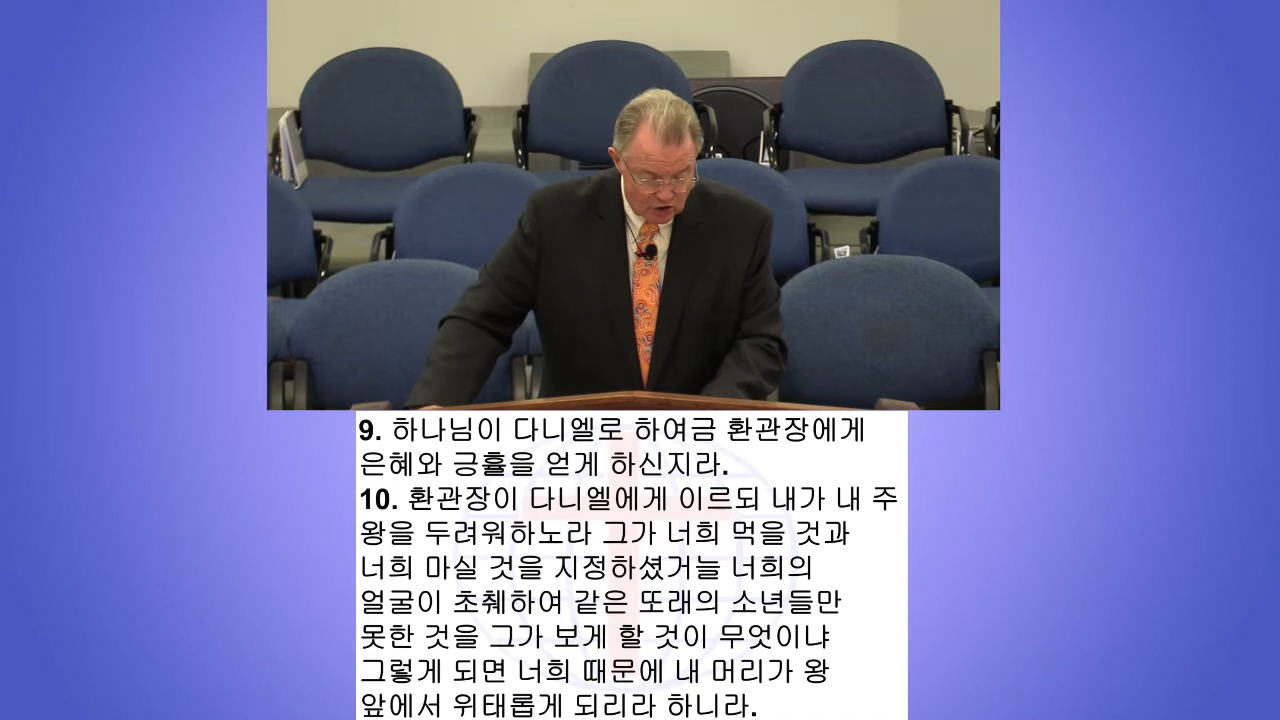 9. 하나님이 다니엘로 하여금 환관장에게
은혜와 긍휼을 얻게 하신지라.
10. 환관장이 다니엘에게 이르되 내가 내 주
왕을 두려워하노라 그가 너희 먹을 것과
너희 마실 것을 지정하셨거늘 너희의
얼굴이 초췌하여 같은 또래의 소년들만
못한 것을 그가 보게 할 것이 무엇이냐
그렇게 되면 너희 때문에 내 머리가 왕
앞에서 위태롭게 되리라 하니라.